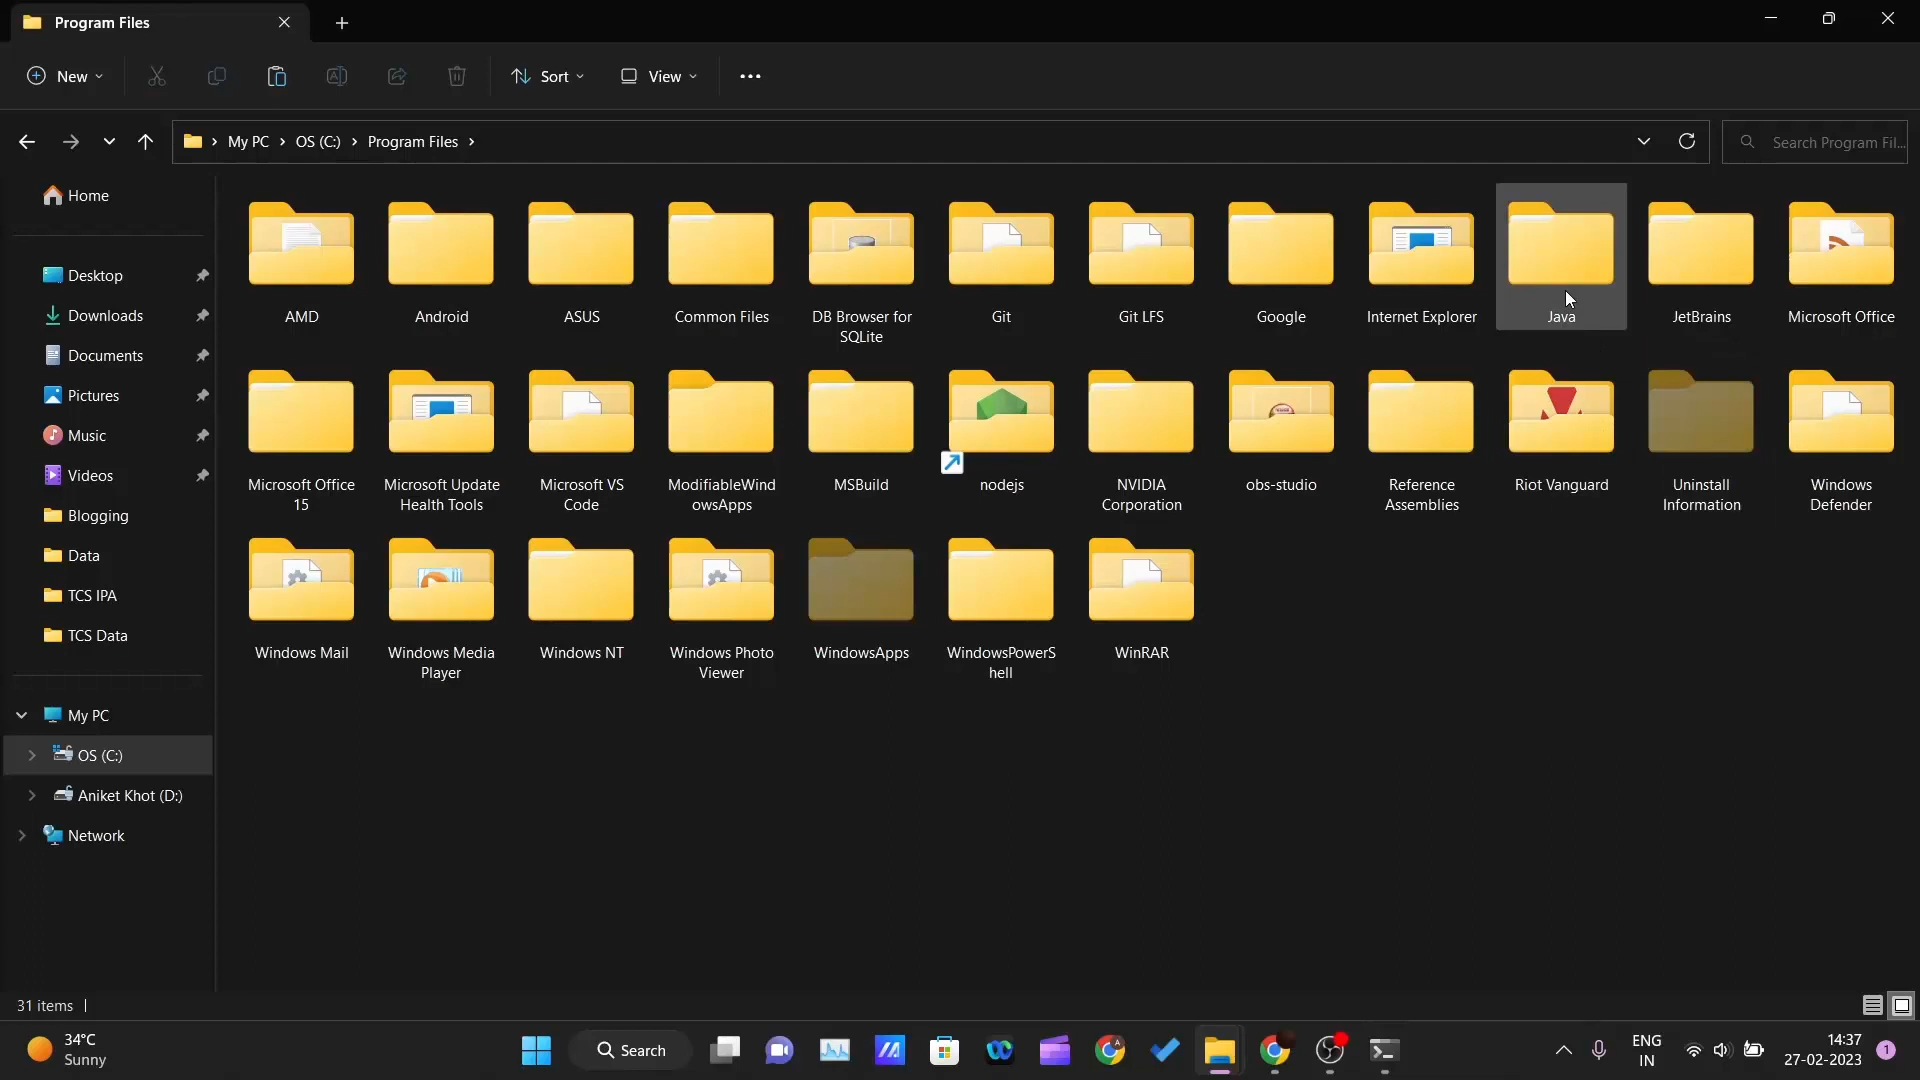 Program Files
New
Sort
View
My PC
OS (C:)
Program Files
Search Program Fil...
Home
Desktop
Downloads
Documents
Pictures
Music
Videos
Blogging
Data
TCS IPA
TCS Data
My PC
OS (C:)
Aniket Khot (D:)
Network
AMD
Android
ASUS
Common Files
DB Browser for
SQLite
Git
Git LFS
Google
Internet Explorer
Java
JetBrains
Microsoft Office
Microsoft Office
15
Microsoft Update
Health Tools
Microsoft VS
Code
ModifiableWind
owsApps
MSBuild
nodejs
NVIDIA
Corporation
obs-studio
Reference
Assemblies
Riot Vanguard
Uninstall
Information
Windows
Defender
Windows Mail
Windows Media
Player
Windows NT
Windows Photo
Viewer
WindowsApps
WindowsPowerS
hell
WinRAR
31 items
34°C
Sunny
Search
A
ENG
IN
14:37
27-02-2023
1